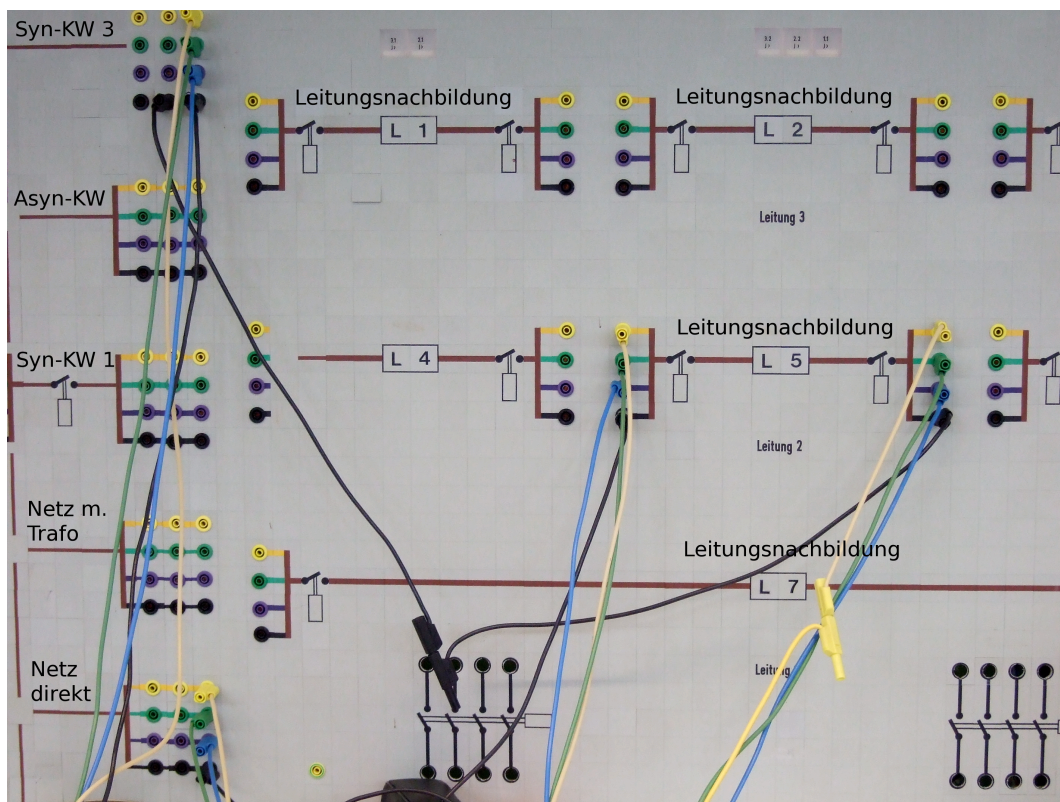 Syn-KW 3
Leitungsnachbildung
Leitungsnachbildung
L 1
L 2
Asyn-KW
Leitung 3
Leitungsnachbildung
Syn-KW 1
L 4
L 5
Leitung 2
Netz m.
Trafo
Leitungsnachbildung
L 7
Netz
direkt
Leitung